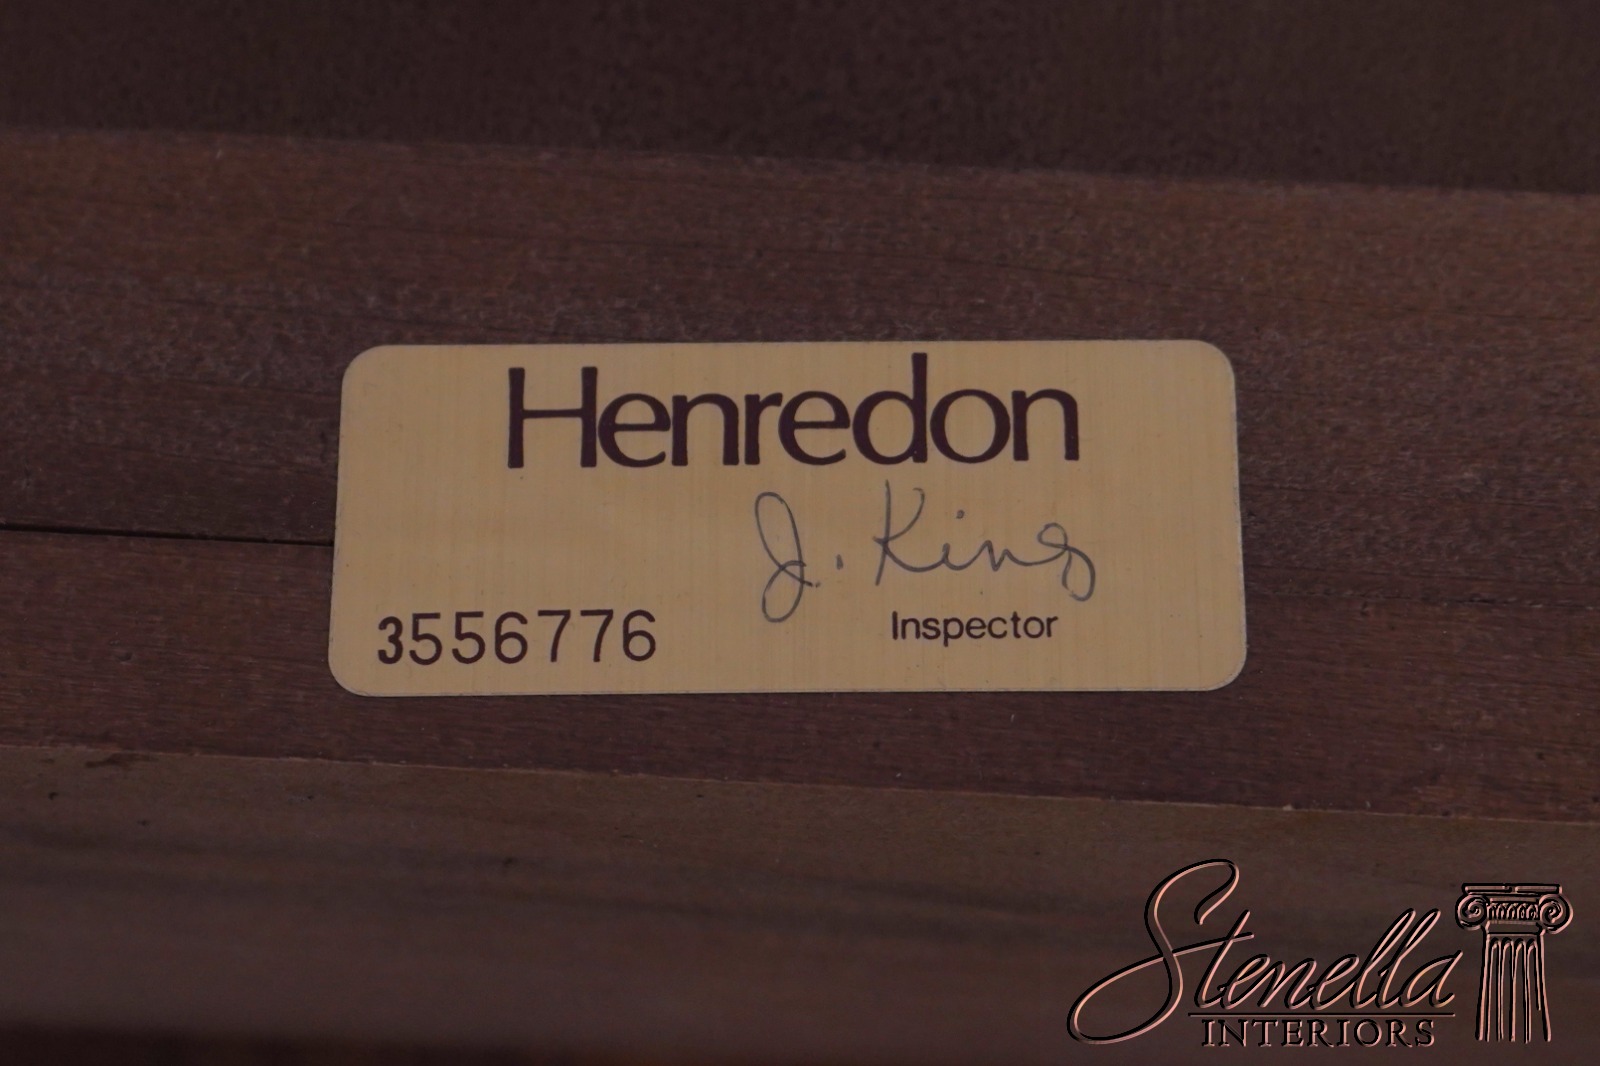 Henredon
J. King
3556776 Inspector
Stenella
INTERIORS